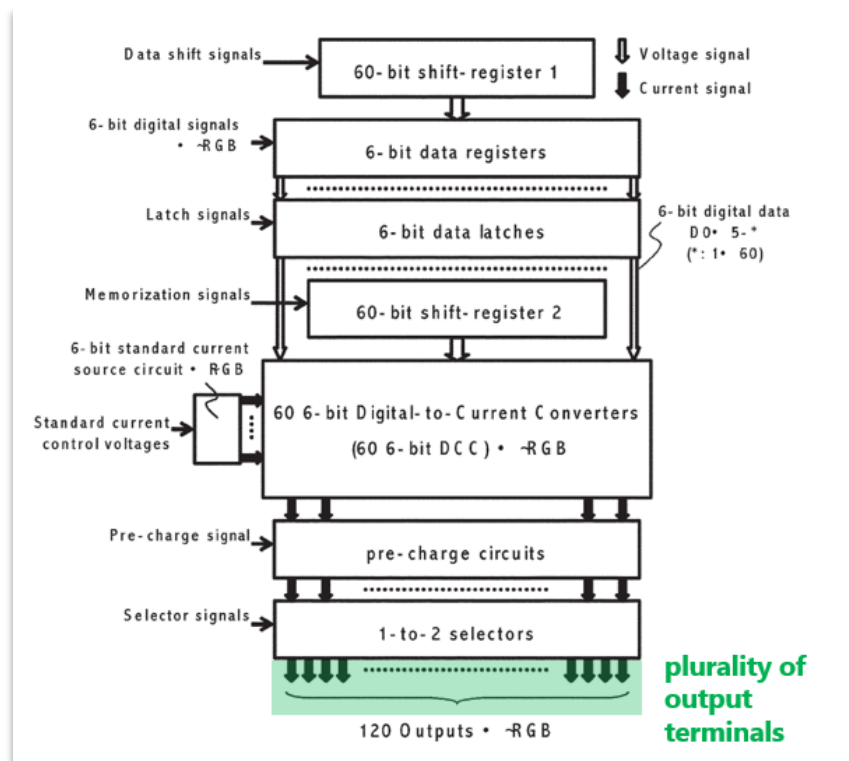 Data shift signals
60-bit shift-register 1
Voltage signal
Current signal
6-bit digital signals
• ~RGB
6-bit data registers
Latch signals
6-bit data latches
6-bit digital data
D0• 5-*
(*: 1• 60)
Memorization signals
60-bit shift-register 2
6-bit standard current
source circuit • ~RGB
Standard current
control voltages
60 6-bit Digital-to-Current Converters
(60 6-bit DCC) • ~RGB
Pre-charge signal
pre-charge circuits
Selector signals
1-to-2 selectors
plurality of
output
terminals
120 Outputs • ~RGB